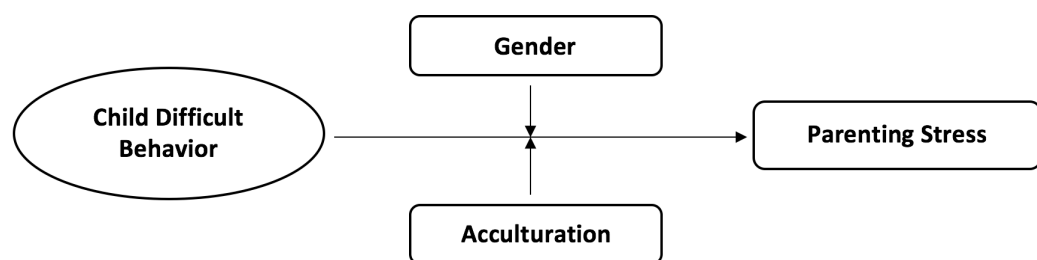 Gender
Child Difficult
Behavior
Parenting Stress
Acculturation